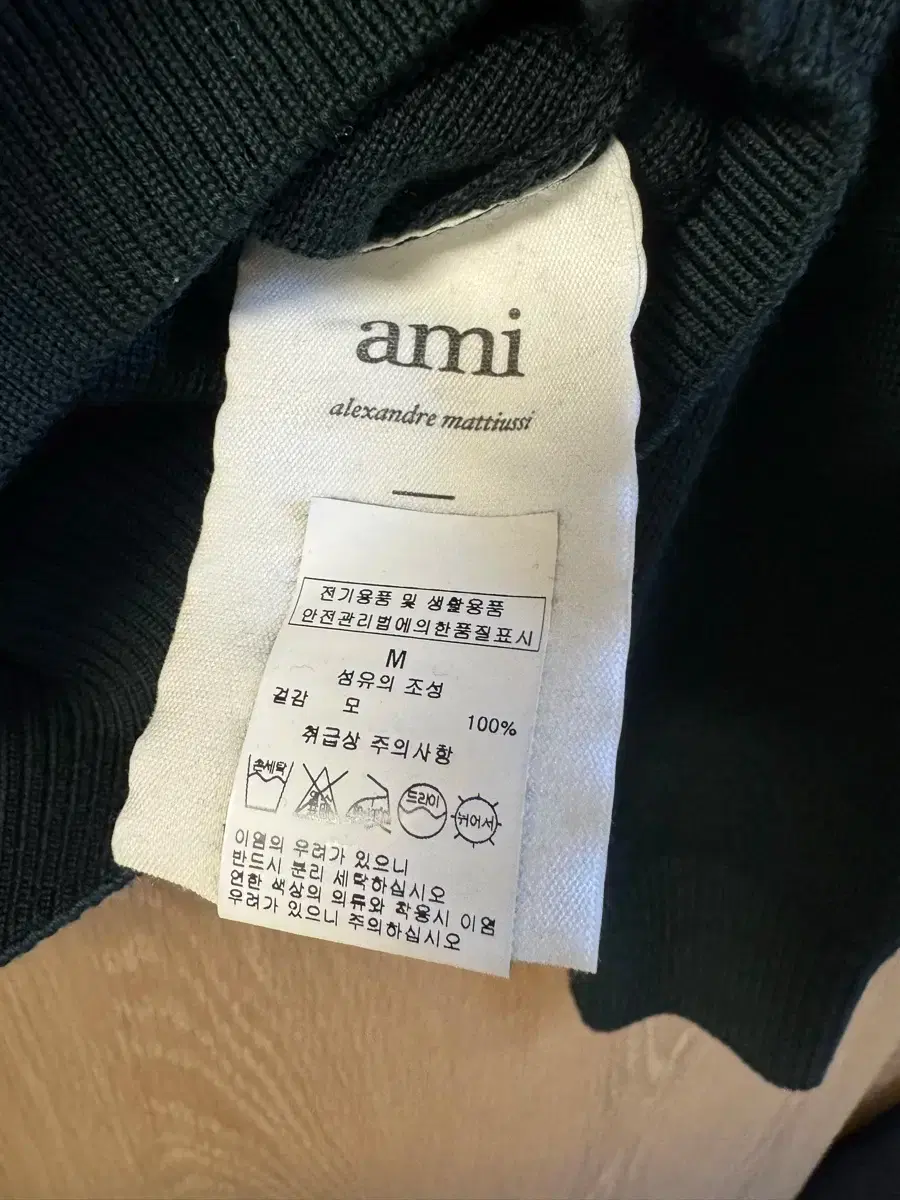 ami
alexandre mattiussi
전기용품 및 생활용품
안전관리법에의한품질표시
M
섬유의 조성
겉감 모 100%
취급상 주의사항
손세탁 드라이 뉘어서
이염의 우려가 있으니
반드시 분리 세탁하십시오
연한 색상의 의류와 착용시 이염
우려가 있으니 주의하십시오